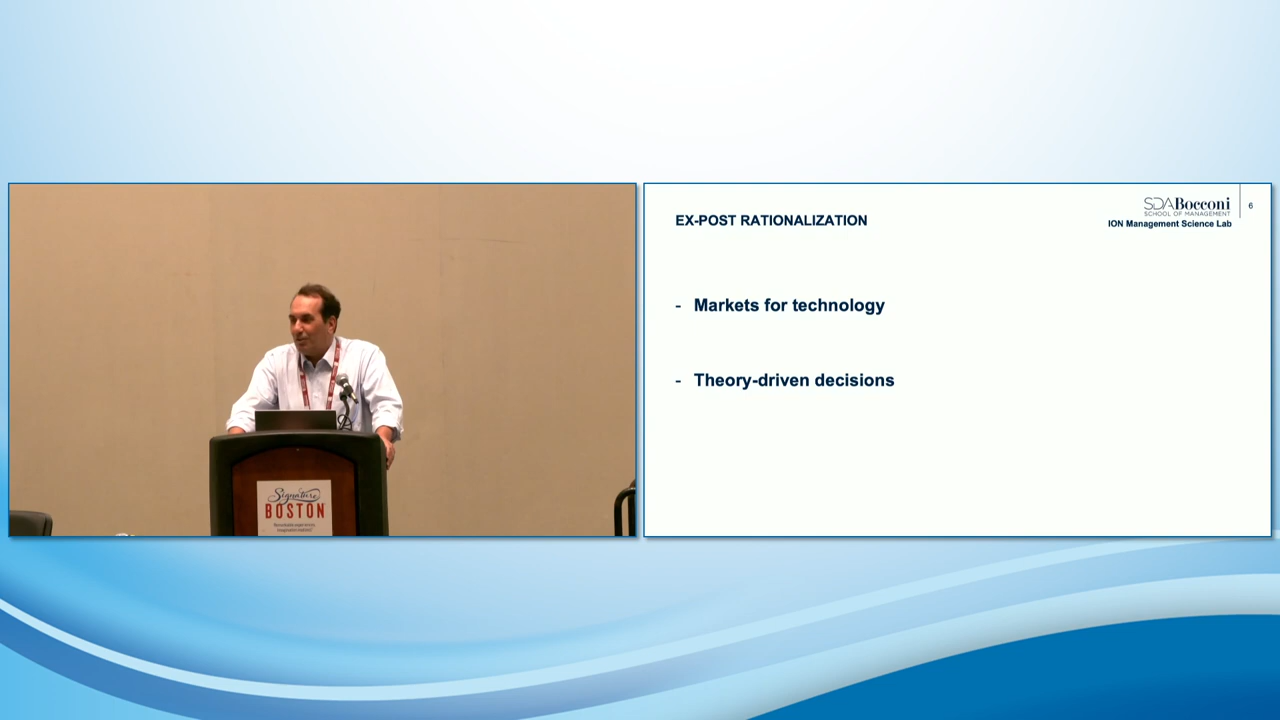 Signature
BOSTON
EX-POST RATIONALIZATION
SDABocconi
SCHOOL OF MANAGEMENT
ION Management Science Lab
6
- Markets for technology
- Theory-driven decisions